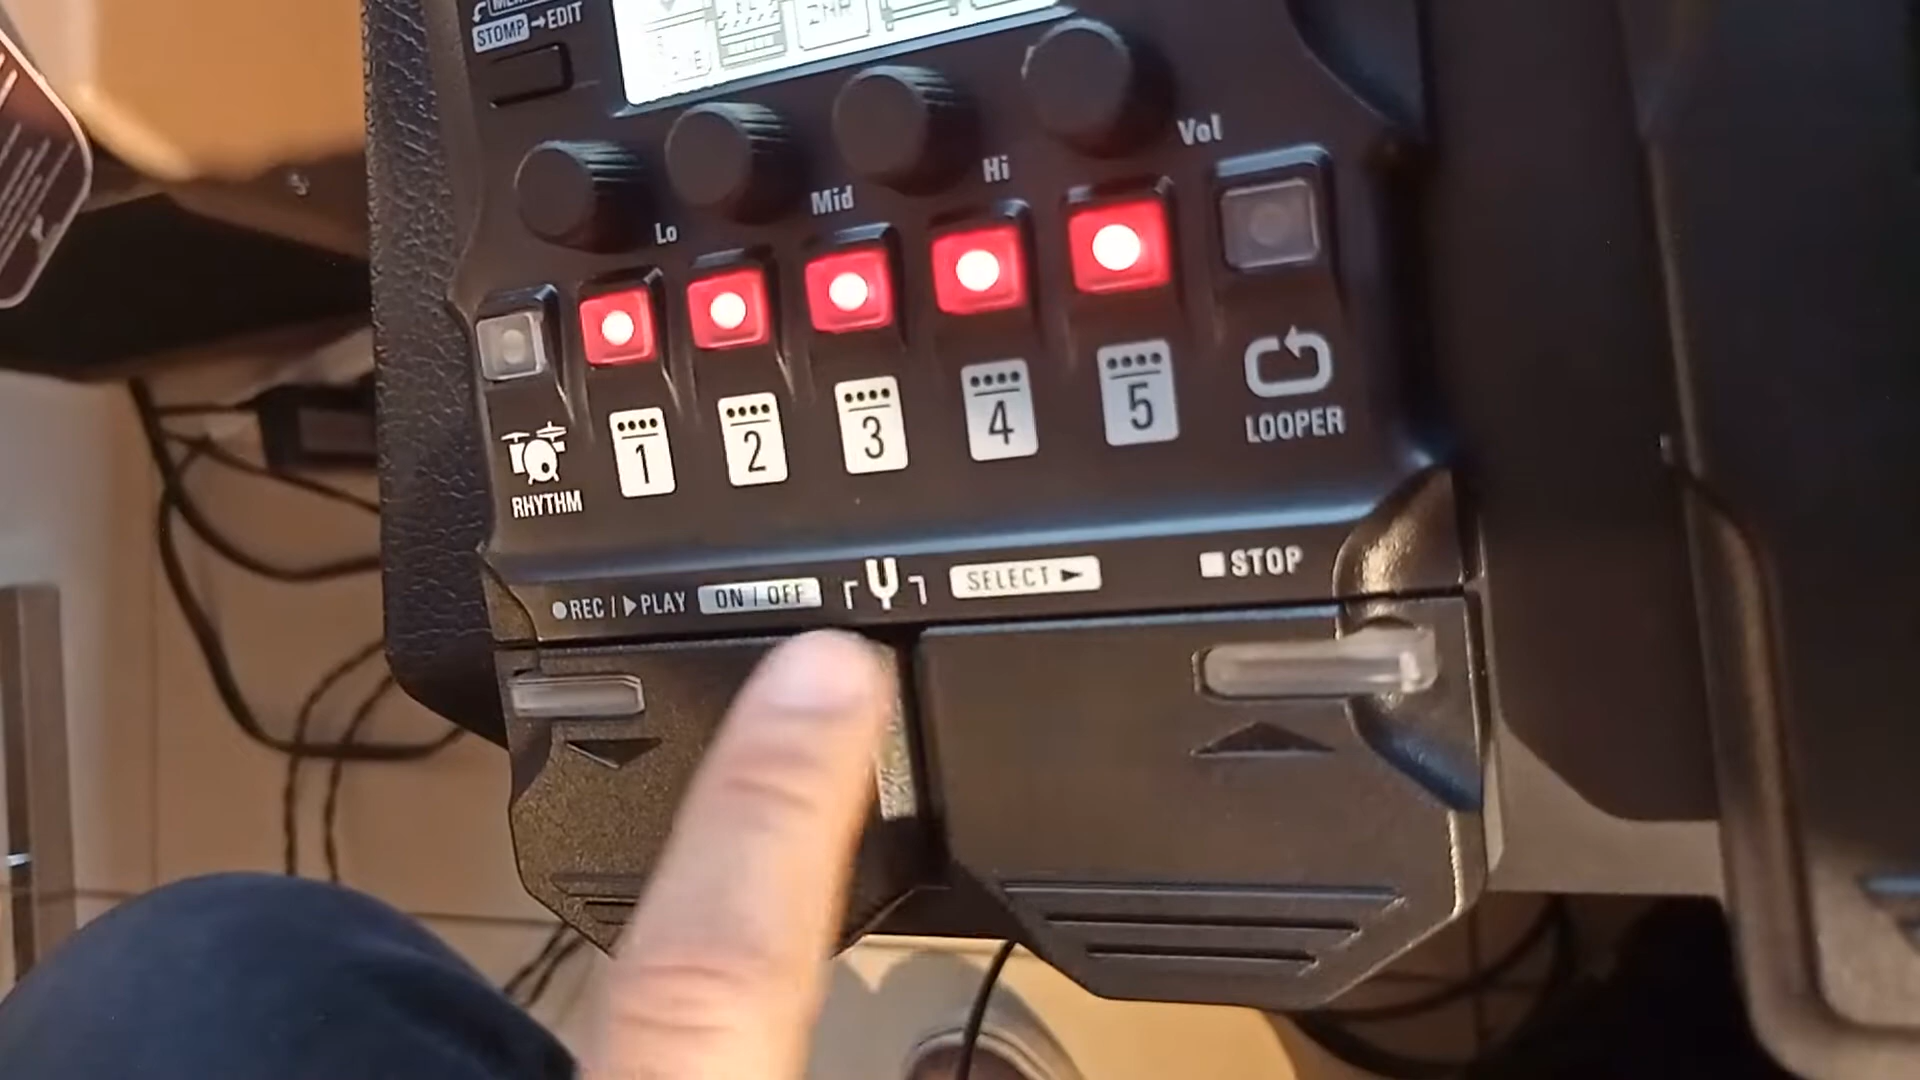 STOMP → EDIT
ZNR
Lo
Mid
Hi
Vol
RHYTHM
1
2
3
4
5
LOOPER
REC / PLAY
ON / OFF
SELECT
STOP